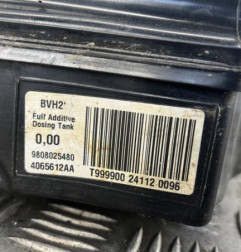 BVH2*
Full Additive
Dosing Tank
0,00
9808025480
4065612AA
T999900 24112 0096